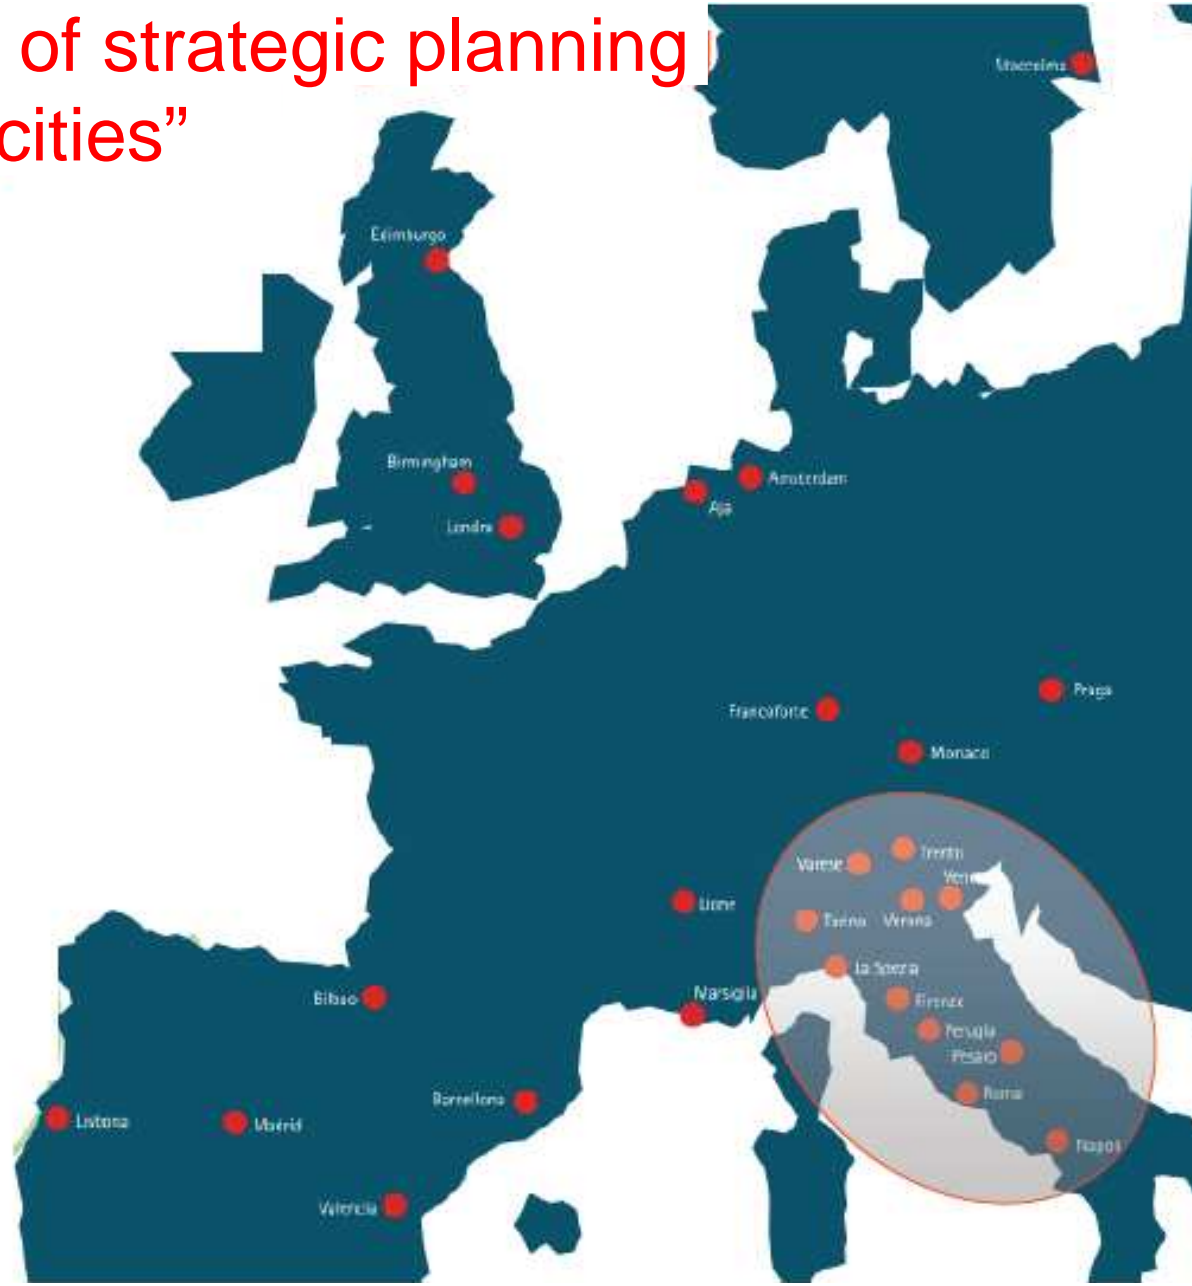 of strategic planning
cities”
Stoccolma
Edimburgo
Birmingham
Londra
Amsterdam
Aja
Praga
Francoforte
Monaco
Trento
Varese
Verona
Torino
Lione
La Spezia
Bilbao
Marsiglia
Firenze
Perugia
Pesaro
Roma
Barcellona
Lisbona
Madrid
Napoli
Valencia